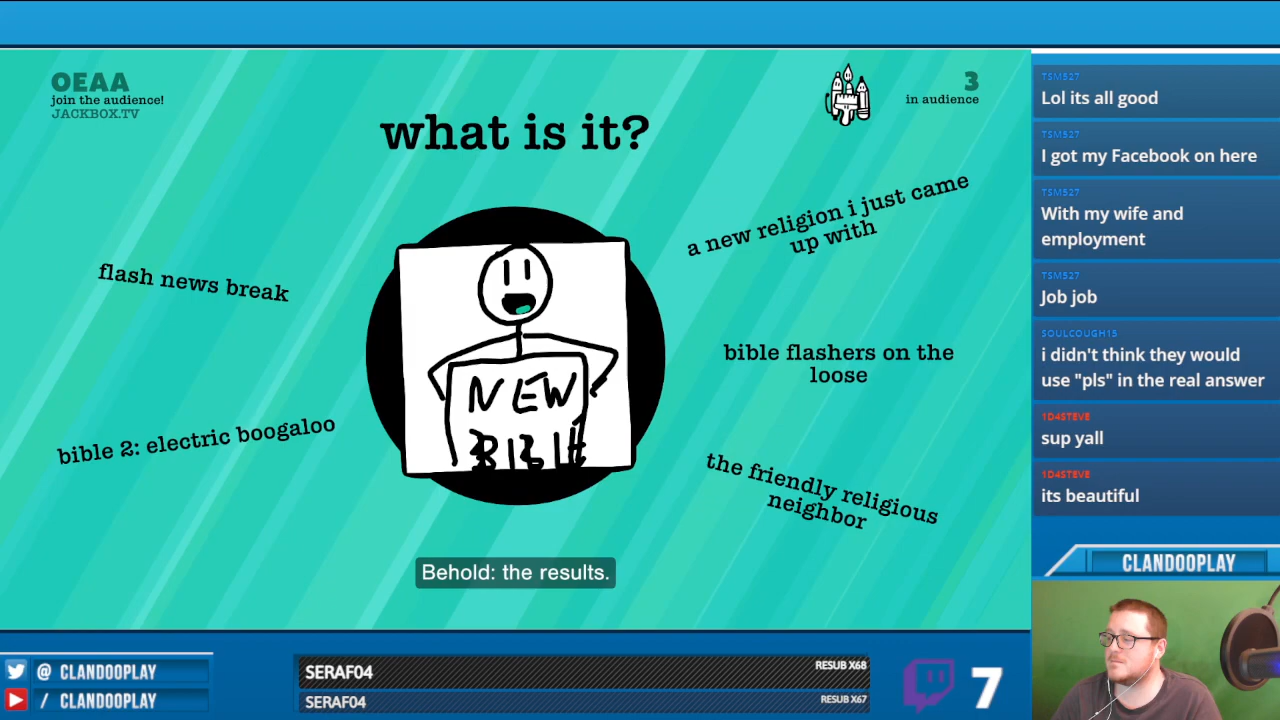 OEAA
join the audience!
JACKBOX.TV
what is it?
3
in audience
flash news break
bible 2: electric boogaloo
NEW
a new religion i just came
up with
bible flashers on the
loose
the friendly religious
neighbor
Behold: the results.
TSM527
Lol its all good
TSM527
I got my Facebook on here
TSM527
With my wife and
employment
TSM527
Job job
SOULCOUGH15
i didn't think they would
use "pls" in the real answer
1D4STEVE
sup yall
1D4STEVE
its beautiful
CLANDOOPLAY
@ CLANDOOPLAY
/ CLANDOOPLAY
SERAF04
RESUB X68
SERAF04
RESUB X67
7